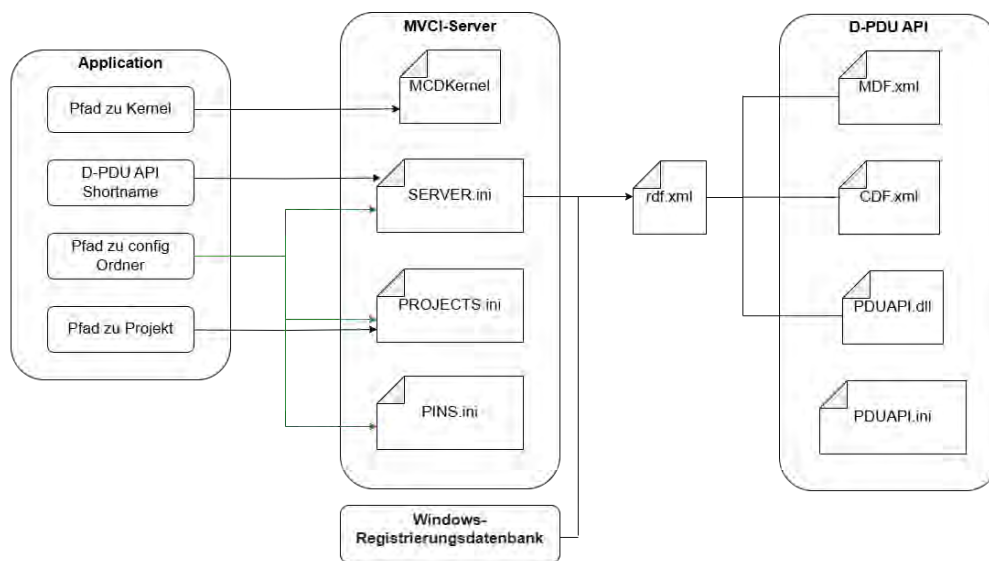 Application
Pfad zu Kernel
D-PDU API
Shortname
Pfad zu config
Ordner
Pfad zu Projekt
MVCI-Server
MCDKernel
SERVER.ini
PROJECTS.ini
PINS.ini
Windows-
Registrierungsdatenbank
rdf.xml
D-PDU API
MDF.xml
CDF.xml
PDUAPI.dll
PDUAPI.ini